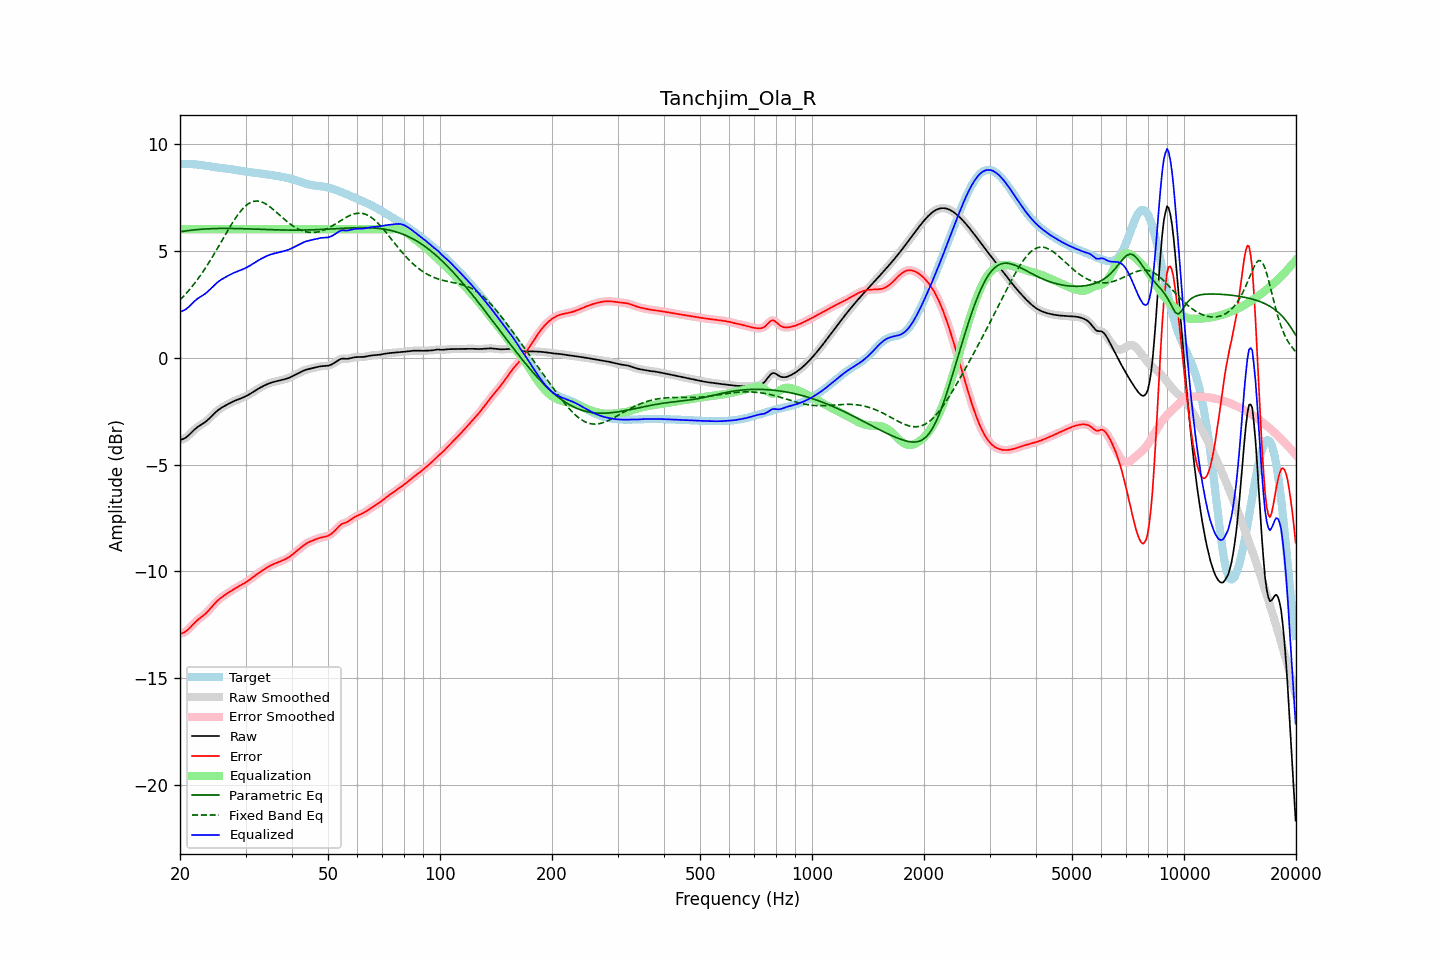 Tanchjim_Ola_R
Amplitude (dBr)
10
5
0
−5
−10
−15
−20
Target
Raw Smoothed
Error Smoothed
Raw
Error
Equalization
Parametric Eq
Fixed Band Eq
Equalized
20 50 100 200 500 1000 2000 5000 10000 20000
Frequency (Hz)